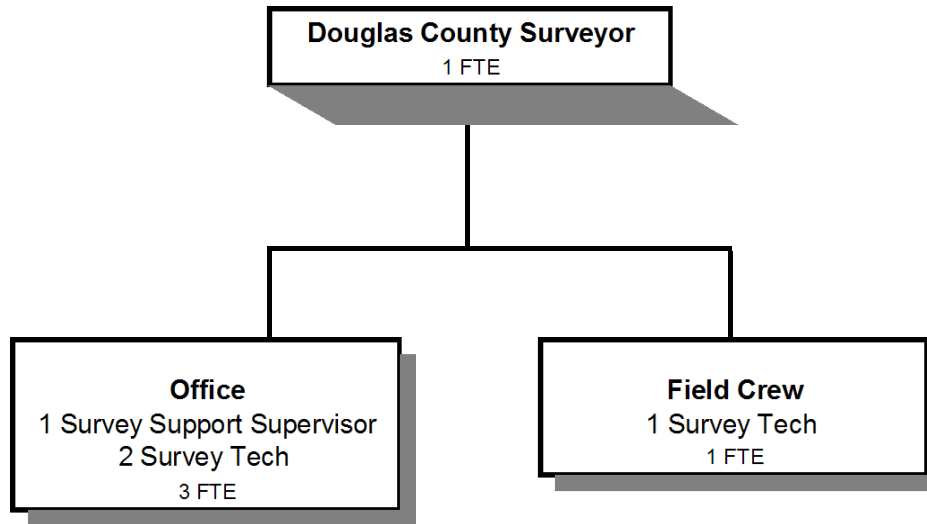 Douglas County Surveyor
1 FTE
Office
1 Survey Support Supervisor
2 Survey Tech
3 FTE
Field Crew
1 Survey Tech
1 FTE